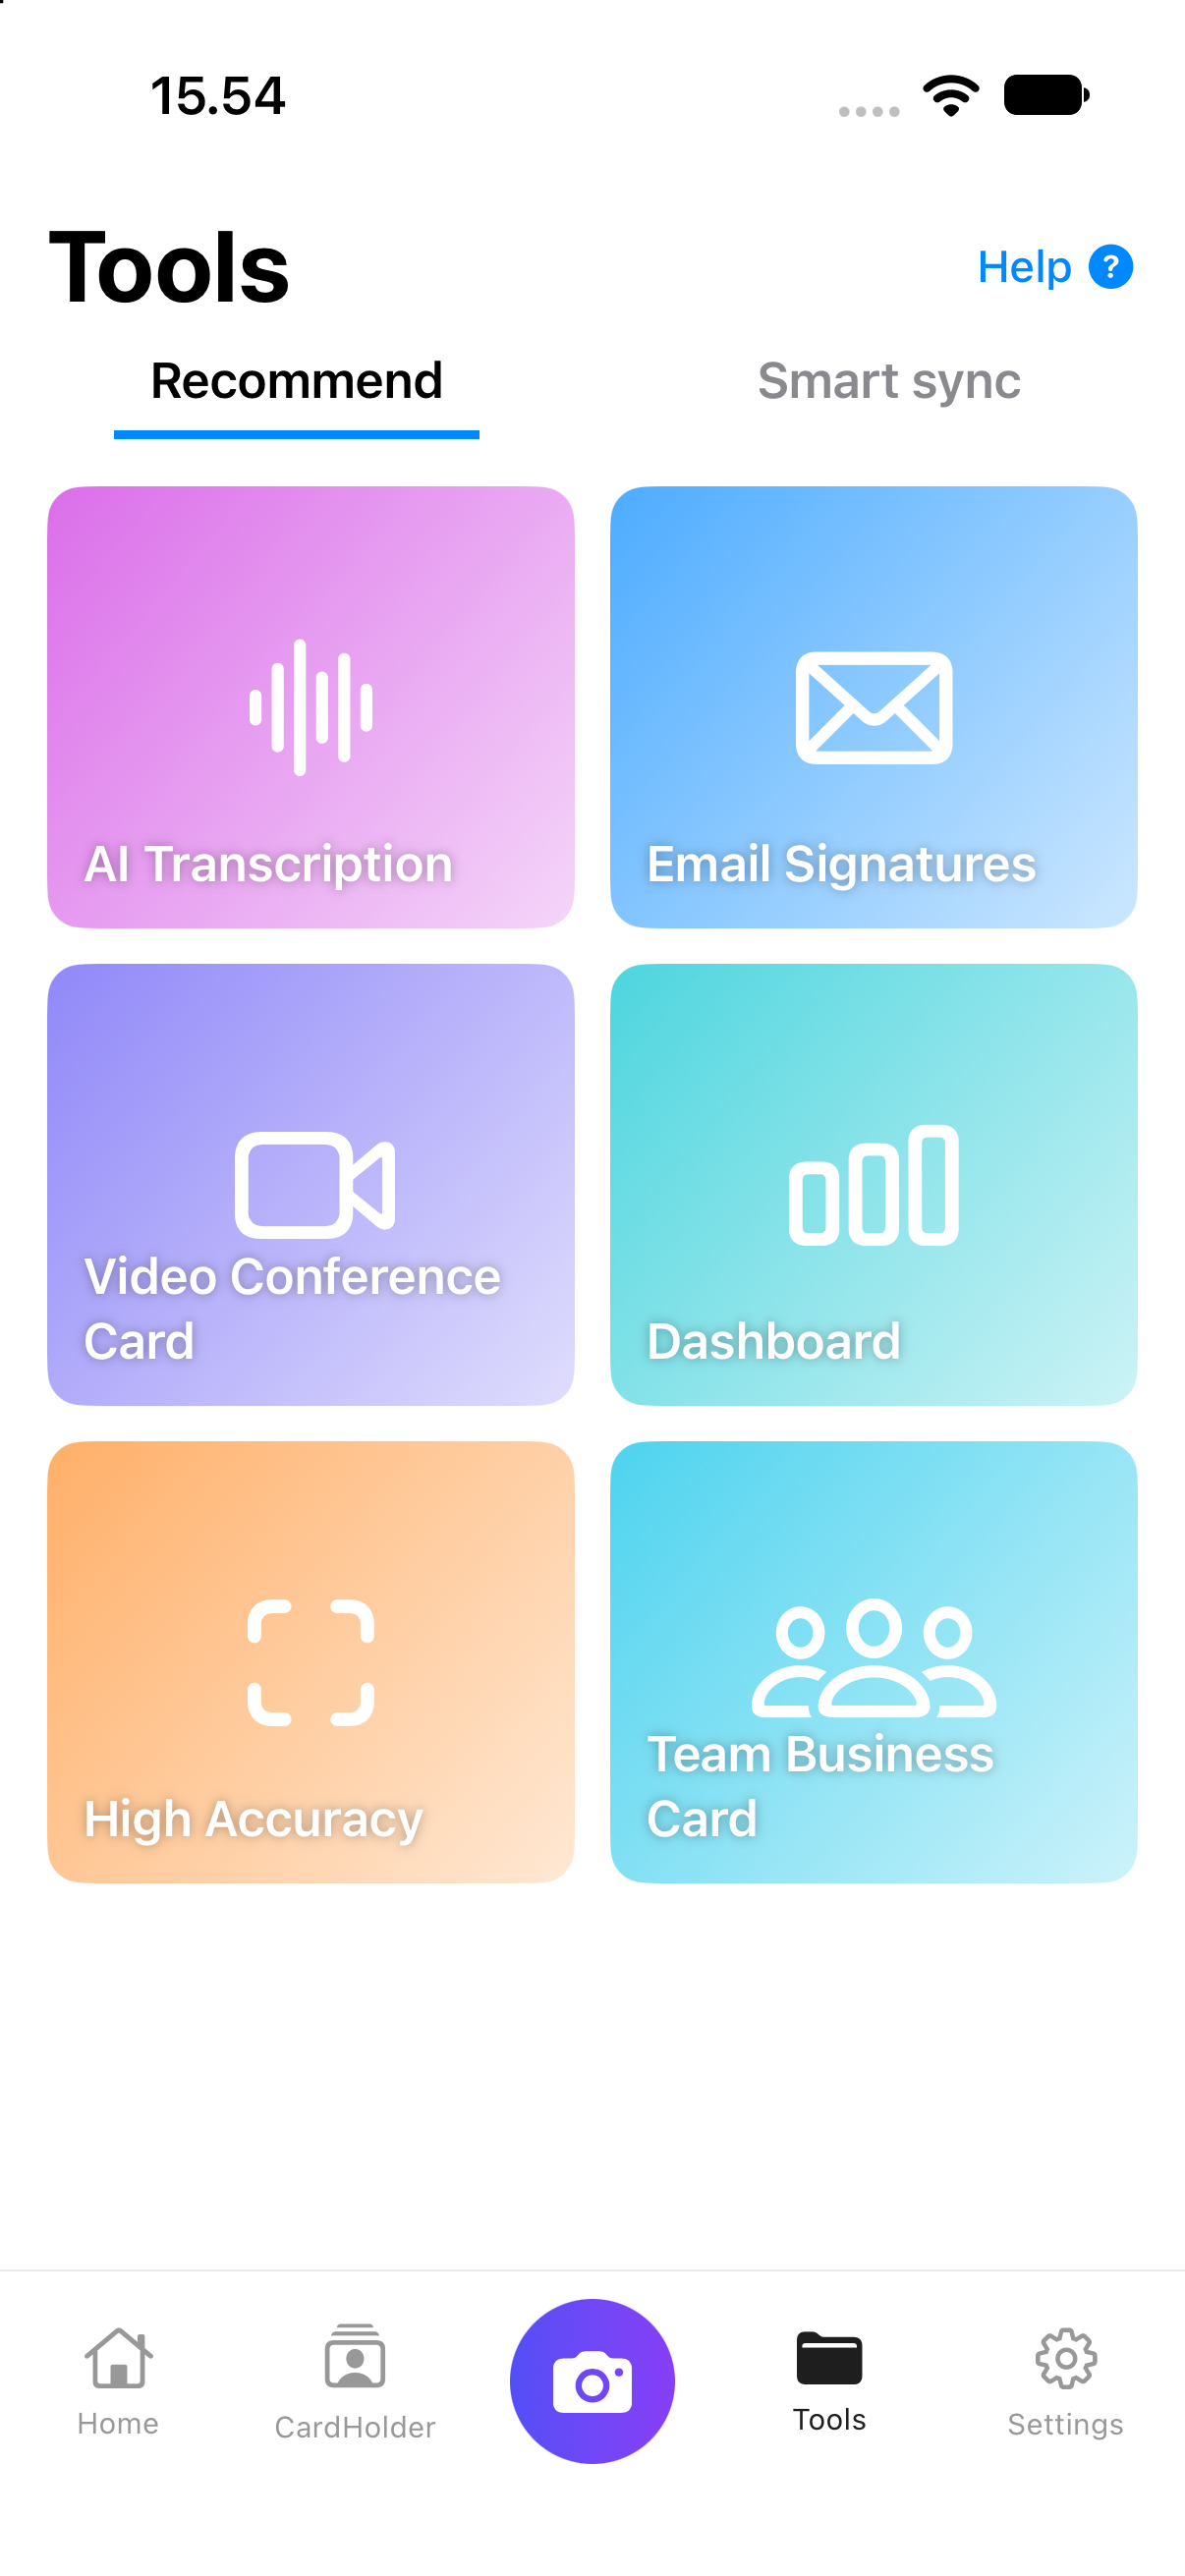 15.54
Tools
Help ?
Recommend
Smart sync
AI Transcription
Email Signatures
Video Conference
Card
Dashboard
High Accuracy
Team Business
Card
Home
CardHolder
Tools
Settings